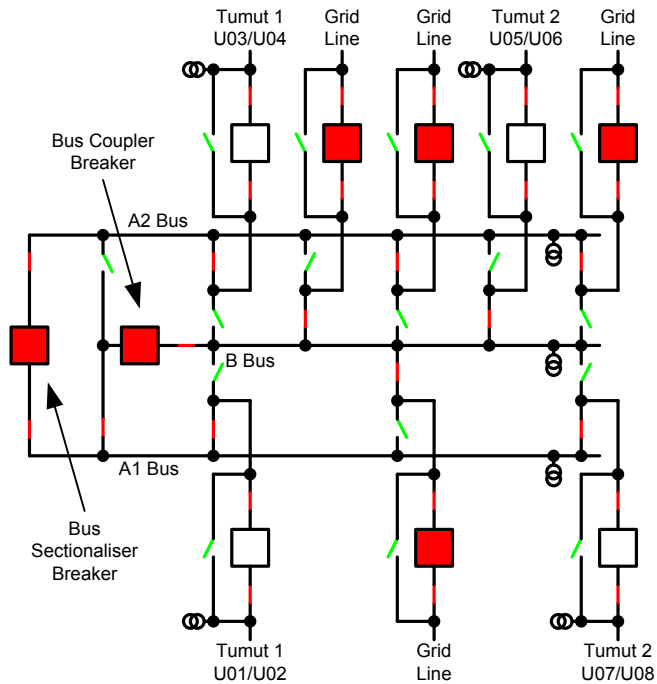 Tumut 1
U03/U04
Grid
Line
Grid
Line
Tumut 2
U05/U06
Grid
Line
Bus Coupler
Breaker
A2 Bus
B Bus
A1 Bus
Bus
Sectionaliser
Breaker
Tumut 1
U01/U02
Grid
Line
Tumut 2
U07/U08